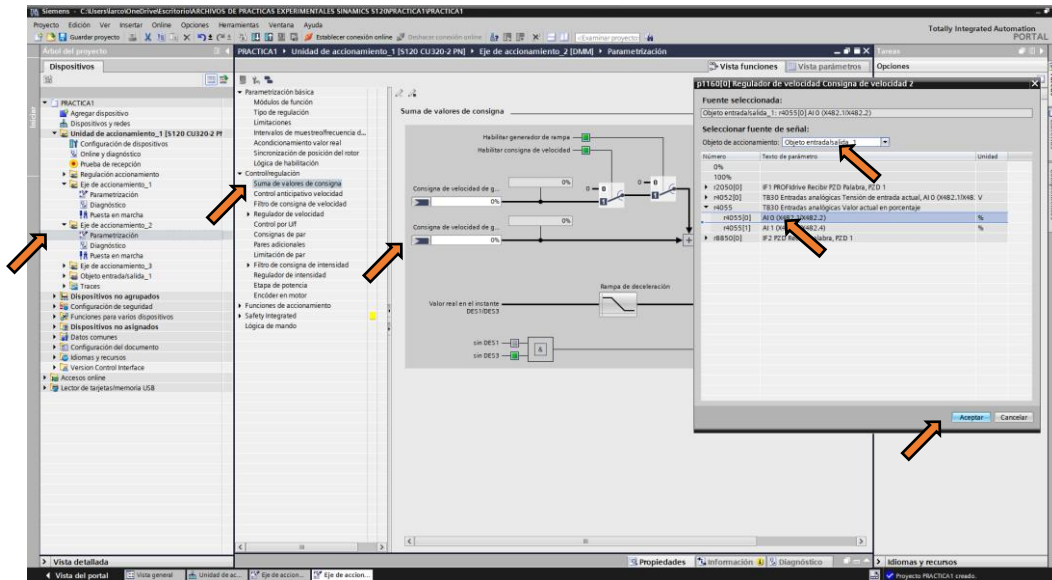 Siemens - C:\Users\larco\OneDrive\Escritorio\ARCHIVOS DE PRACTICAS EXPERIMENTALES SINAMICS S120\PRACTICA1\PRACTICA1
Proyecto Edición Ver Insertar Online Opciones Herramientas Ventana Ayuda
Totally Integrated Automation
PORTAL
Guardar proyecto
Establecer conexión online
Deshacer conexión online
<Examinar proyecto>
Árbol del proyecto
PRACTICA1 Unidad de accionamiento_1 [S120 CU320-2 PN] Eje de accionamiento_2 [DMM] Parametrización
Tareas
Dispositivos
Vista funciones
Vista parámetros
Opciones
Iniciar
PRACTICA1
Agregar dispositivo
Dispositivos y redes
Unidad de accionamiento_1 [S120 CU320-2 PN
Configuración de dispositivos
Online y diagnóstico
Prueba de recepción
Regulación accionamiento
Eje de accionamiento_1
Parametrización
Diagnóstico
Puesta en marcha
Eje de accionamiento_2
Parametrización
Diagnóstico
Puesta en marcha
Eje de accionamiento_3
Objeto entrada/salida_1
Traces
Dispositivos no agrupados
Configuración de seguridad
Funciones para varios dispositivos
Dispositivos no asignados
Datos comunes
Configuración del documento
Idiomas y recursos
Version Control Interface
Accesos online
Lector de tarjetas/memoria USB
Parametrización básica
Módulos de función
Tipo de regulación
Limitaciones
Intervalos de muestreo/frecuencia d...
Acondicionamiento valor real
Sincronización de posición del rotor
Lógica de habilitación
Control/regulación
Suma de valores de consigna
Control anticipativo velocidad
Filtro de consigna de velocidad
Regulador de velocidad
Control por U/f
Consignas de par
Pares adicionales
Limitación de par
Filtro de consigna de intensidad
Regulador de intensidad
Etapa de potencia
Encóder en motor
Funciones de accionamiento
Safety Integrated
Lógica de mando
Suma de valores de consigna
Habilitar generador de rampa
Habilitar consigna de velocidad
Consigna de velocidad de g...
0%
0%
0
1
0
1
Consigna de velocidad de g...
0%
0%
+
Rampa de deceleración
Valor real en el instante
DES1/DES3
sin DES1
sin DES3
&
p1160[0] Regulador de velocidad Consigna de velocidad 2
Fuente seleccionada:
Objeto entrada/salida_1: r4055[0] AI 0 (X482.1/X482.2)
Seleccionar fuente de señal:
Objeto de accionamiento: Objeto entrada/salida_1
Número Texto de parámetro Unidad
0%
100%
r2050[0] IF1 PROFIdrive Recibir PZD Palabra, PZD 1
r4052[0] TB30 Entradas analógicas Tensión de entrada actual, AI 0 (X482.1/X48. V
r4055 TB30 Entradas analógicas Valor actual en porcentaje
r4055[0] AI 0 (X482.1/X482.2) %
r4055[1] AI 1 (X482.4) %
r8850[0] IF2 PZD Palabra, PZD 1
Aceptar Cancelar
Propiedades Información Diagnóstico
Vista detallada
Idiomas y recursos
Vista del portal Vista general Unidad de ac... Eje de accion... Eje de accion...
Proyecto PRACTICA1 creado.